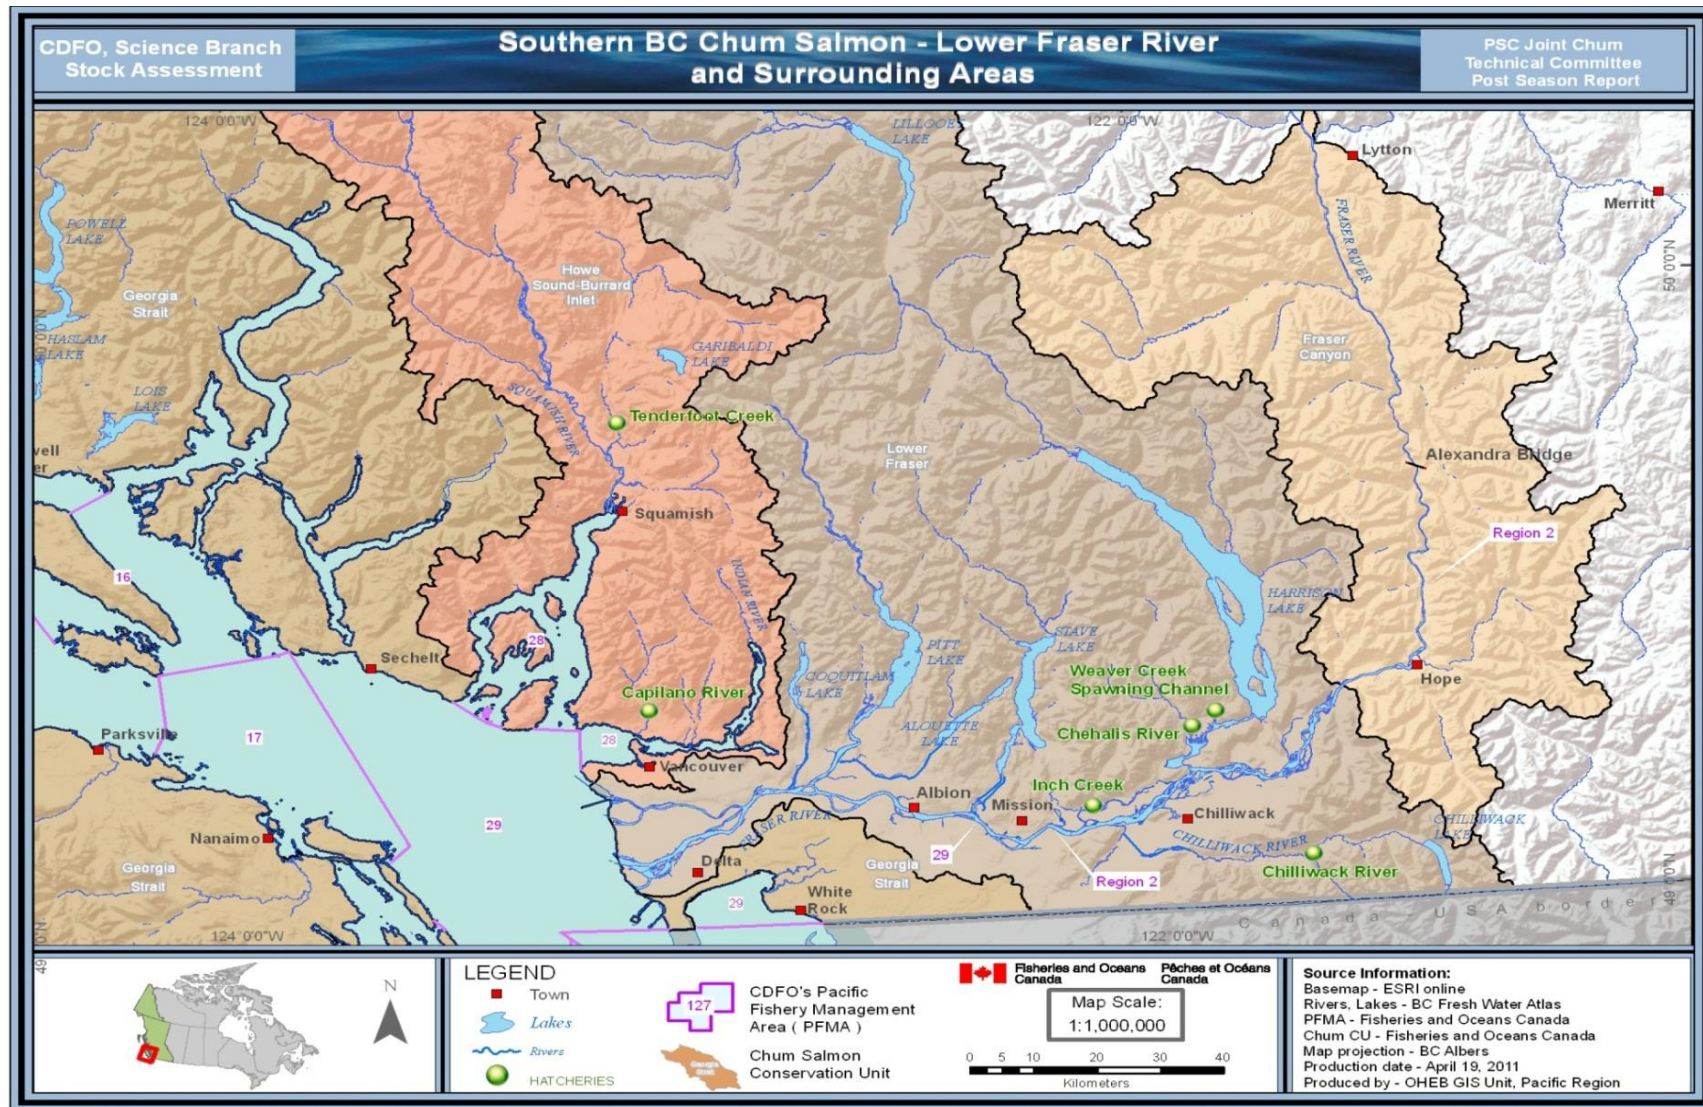 CDFO, Science Branch
Stock Assessment
Southern BC Chum Salmon - Lower Fraser River
and Surrounding Areas
PSC Joint Chum
Technical Committee
Post Season Report
124°0'0"W
122°0'0"W
LILLOOET
LAKE
Lytton
Merritt
POWELL
LAKE
FRASER RIVER
50°0'0"N
Howe
Sound-Burrard
Inlet
Georgia
Strait
HASLAM
LAKE
GARIBALDI
LAKE
Fraser
Canyon
LOIS
LAKE
SQUAMISH RIVER
Tenderfoot Creek
Lower
Fraser
Alexandra Bridge
Squamish
Region 2
16
INDIAN RIVER
HARRISON
LAKE
28
Sechelt
PITT
LAKE
STAVE
LAKE
COQUITLAM
LAKE
Weaver Creek
Spawning Channel
Hope
Capilano River
ALOUETTE
LAKE
Chehalis River
Parksville
17
28
Vancouver
Inch Creek
Albion
Mission
Chilliwack
29
FRASER RIVER
CHILLIWACK RIVER
CHILLIWACK
LAKE
Nanaimo
Delta
29
Georgia
Strait
Region 2
Chilliwack River
Georgia
Strait
White
Rock
29
49°0'0"N
Canada - USA border
124°0'0"W
122°0'0"W
49
N
LEGEND
Town
Lakes
Rivers
HATCHERIES
127
CDFO's Pacific
Fishery Management
Area ( PFMA )
Georgia
Strait
Chum Salmon
Conservation Unit
Fisheries and Oceans
Canada
Pêches et Océans
Canada
Map Scale:
1:1,000,000
0 5 10 20 30 40
Kilometers
Source Information:
Basemap - ESRI online
Rivers, Lakes - BC Fresh Water Atlas
PFMA - Fisheries and Oceans Canada
Chum CU - Fisheries and Oceans Canada
Map projection - BC Albers
Production date - April 19, 2011
Produced by - OHEB GIS Unit, Pacific Region